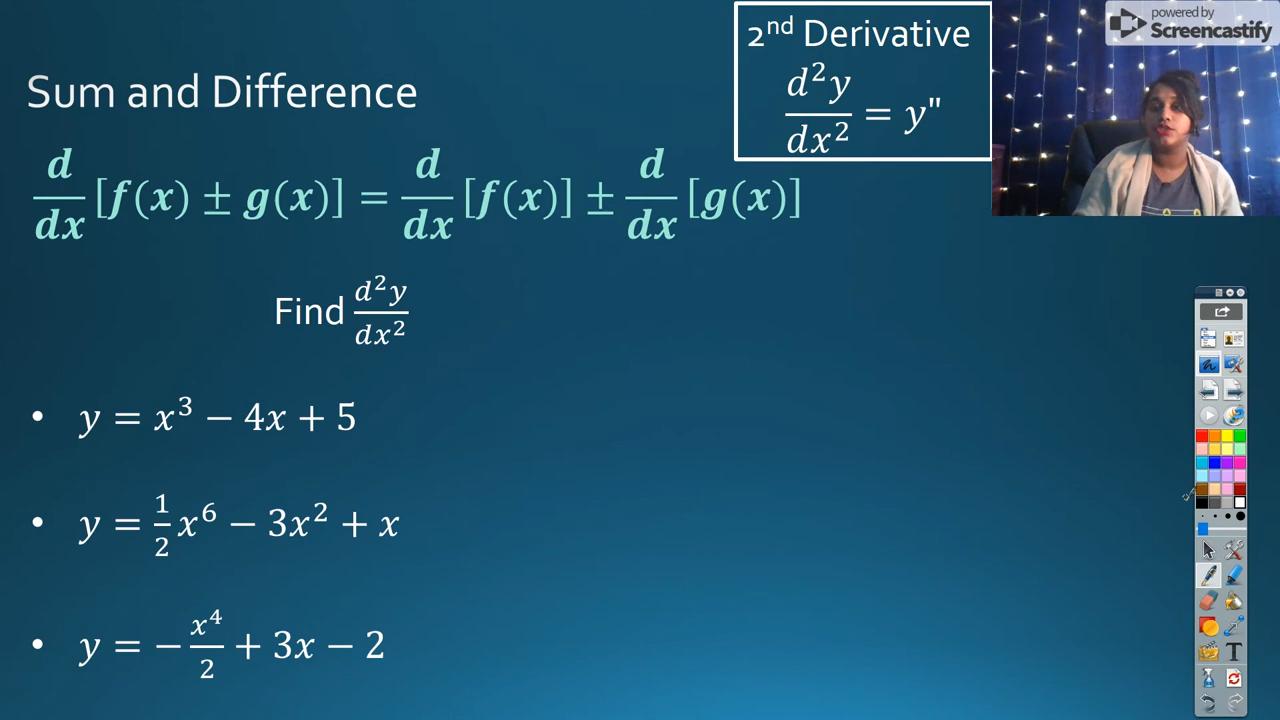 powered by
Screencastify
2nd Derivative
d²y/dx² = y"
Sum and Difference
d/dx [f(x) ± g(x)] = d/dx [f(x)] ± d/dx [g(x)]
Find d²y/dx²
• y = x³ − 4x + 5
• y = 1/2 x⁶ − 3x² + x
• y = − x⁴/2 + 3x − 2
T